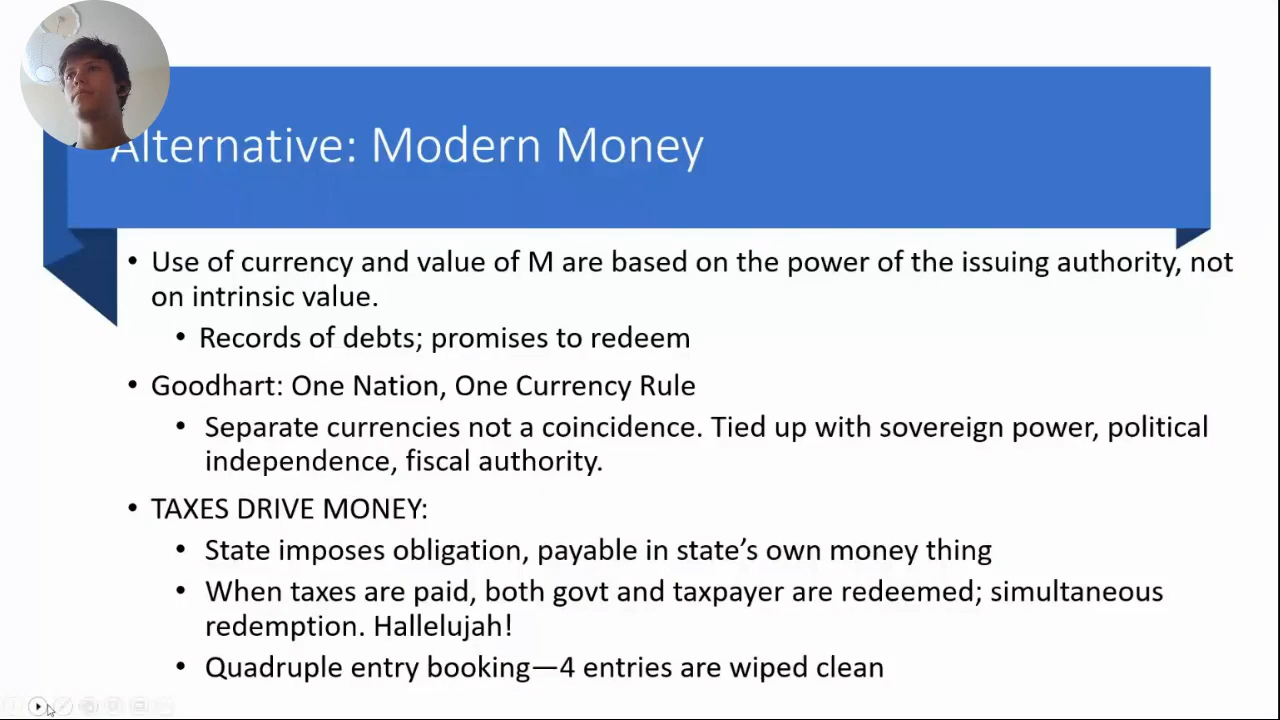 Alternative: Modern Money
• Use of currency and value of M are based on the power of the issuing authority, not
on intrinsic value.
• Records of debts; promises to redeem
• Goodhart: One Nation, One Currency Rule
• Separate currencies not a coincidence. Tied up with sovereign power, political
independence, fiscal authority.
• TAXES DRIVE MONEY:
• State imposes obligation, payable in state’s own money thing
• When taxes are paid, both govt and taxpayer are redeemed; simultaneous
redemption. Hallelujah!
• Quadruple entry booking—4 entries are wiped clean